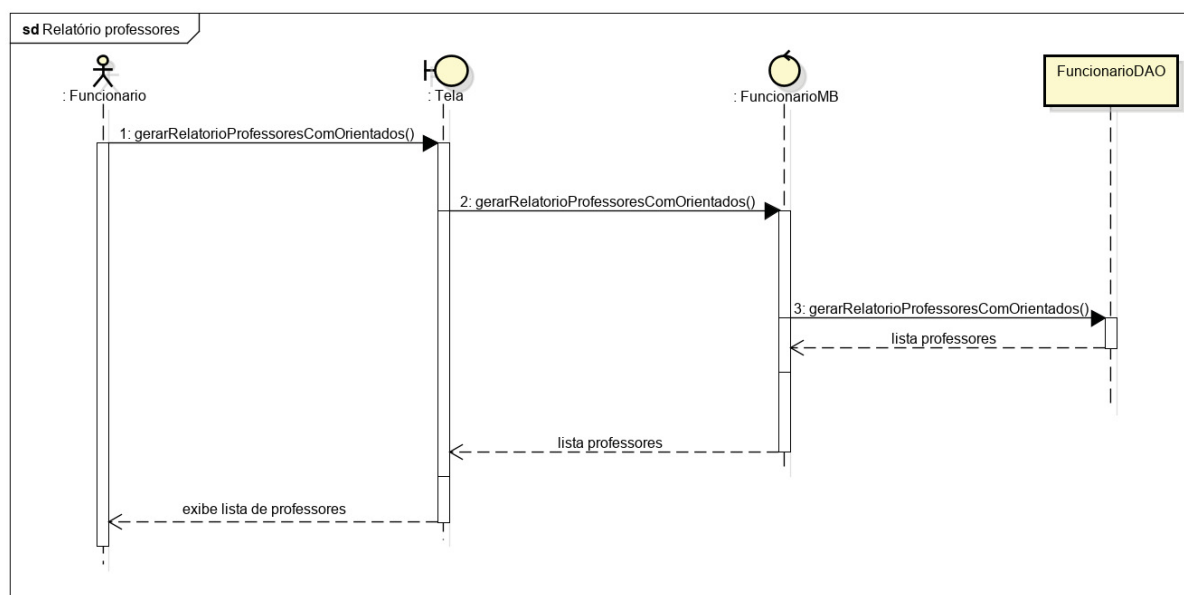 sd Relatório professores
: Funcionario
: Tela
: FuncionarioMB
FuncionarioDAO
1: gerarRelatorioProfessoresComOrientados()
2: gerarRelatorioProfessoresComOrientados()
3: gerarRelatorioProfessoresComOrientados()
lista professores
lista professores
exibe lista de professores